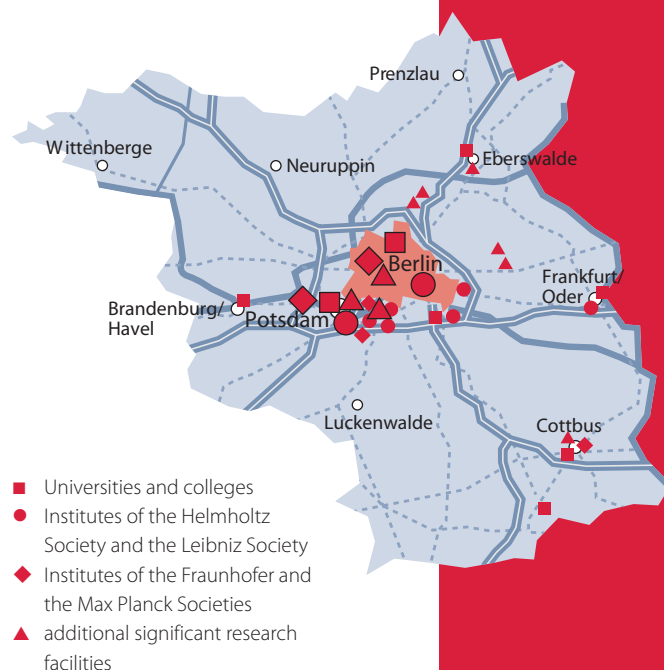 Prenzlau
Wittenberge
Neuruppin
Eberswalde
Berlin
Frankfurt/
Oder
Brandenburg/
Havel
Potsdam
Luckenwalde
Cottbus
Universities and colleges
Institutes of the Helmholtz
Society and the Leibniz Society
Institutes of the Fraunhofer and
the Max Planck Societies
additional significant research
facilities